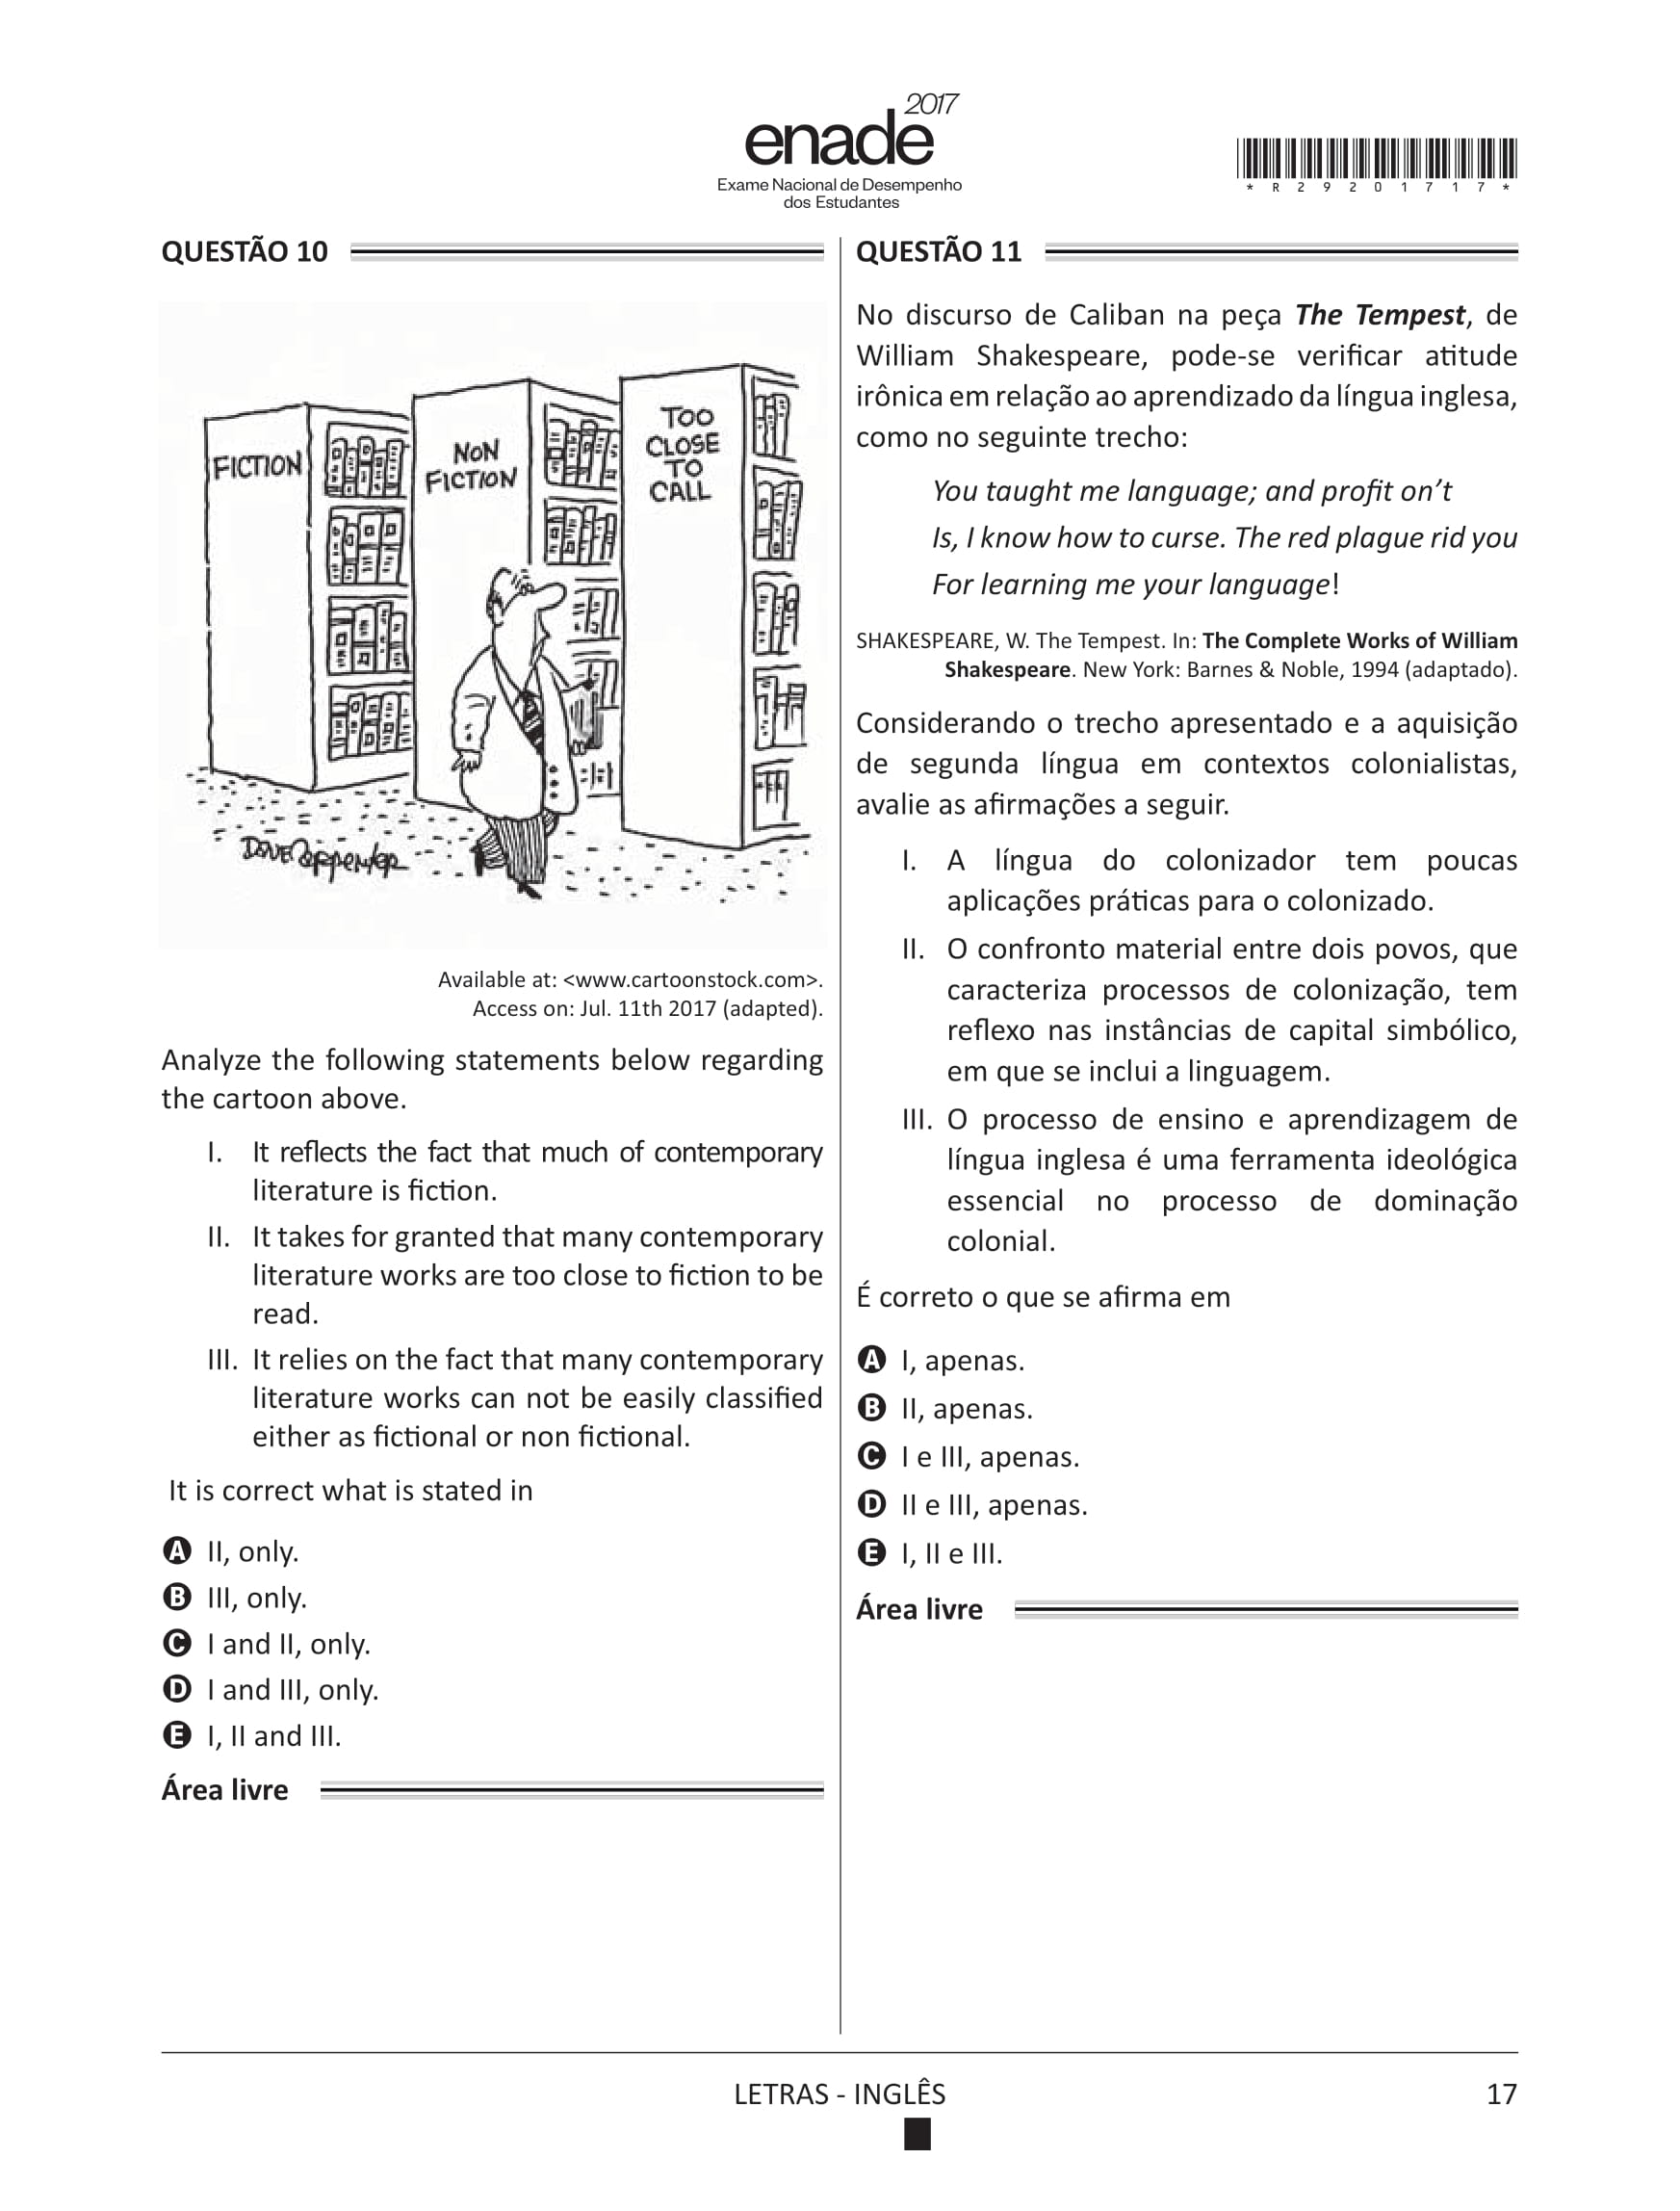 2017
enade
Exame Nacional de Desempenho
dos Estudantes
* R 2 9 2 0 1 7 1 7 *
QUESTÃO 10
FICTION
NON
FICTION
TOO
CLOSE
TO
CALL
Available at: <www.cartoonstock.com>.
Access on: Jul. 11th 2017 (adapted).
Analyze the following statements below regarding
the cartoon above.
I. It reflects the fact that much of contemporary
literature is fiction.
II. It takes for granted that many contemporary
literature works are too close to fiction to be
read.
III. It relies on the fact that many contemporary
literature works can not be easily classified
either as fictional or non fictional.
It is correct what is stated in
A II, only.
B III, only.
C I and II, only.
D I and III, only.
E I, II and III.
Área livre
QUESTÃO 11
No discurso de Caliban na peça The Tempest, de
William Shakespeare, pode-se verificar atitude
irônica em relação ao aprendizado da língua inglesa,
como no seguinte trecho:
You taught me language; and profit on’t
Is, I know how to curse. The red plague rid you
For learning me your language!
SHAKESPEARE, W. The Tempest. In: The Complete Works of William
Shakespeare. New York: Barnes & Noble, 1994 (adaptado).
Considerando o trecho apresentado e a aquisição
de segunda língua em contextos colonialistas,
avalie as afirmações a seguir.
I. A língua do colonizador tem poucas
aplicações práticas para o colonizado.
II. O confronto material entre dois povos, que
caracteriza processos de colonização, tem
reflexo nas instâncias de capital simbólico,
em que se inclui a linguagem.
III. O processo de ensino e aprendizagem de
língua inglesa é uma ferramenta ideológica
essencial no processo de dominação
colonial.
É correto o que se afirma em
A I, apenas.
B II, apenas.
C I e III, apenas.
D II e III, apenas.
E I, II e III.
Área livre
LETRAS - INGLÊS
17